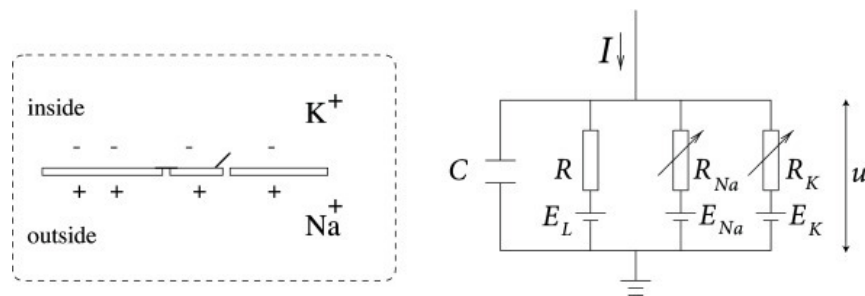 inside
K+
- - - -
+ + + +
Na+
outside
I
C
R
R_Na
R_K
u
E_L
E_Na
E_K